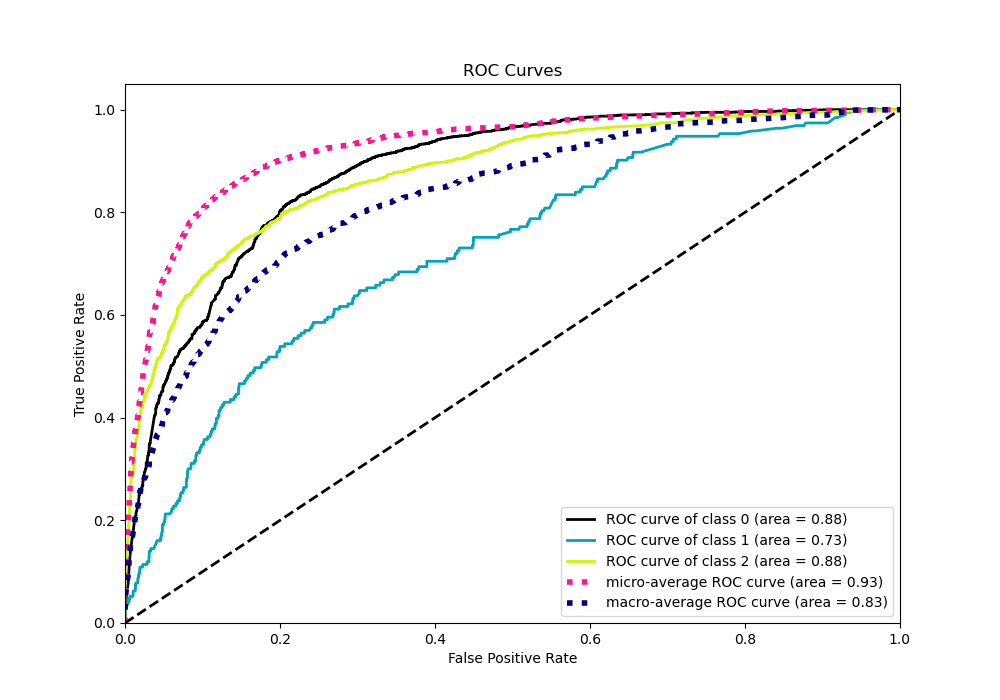 ROC Curves
1.0
0.8
0.6
0.4
0.2
0.0
True Positive Rate
0.0 0.2 0.4 0.6 0.8 1.0
False Positive Rate
ROC curve of class 0 (area = 0.88)
ROC curve of class 1 (area = 0.73)
ROC curve of class 2 (area = 0.88)
micro-average ROC curve (area = 0.93)
macro-average ROC curve (area = 0.83)